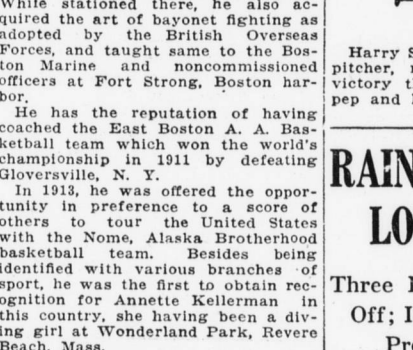 While stationed there, he also ac-
quired the art of bayonet fighting as
adopted by the British Overseas
Forces, and taught same to the Bos-
ton Marine and noncommissioned
officers at Fort Strong, Boston har-
bor.
He has the reputation of having
coached the East Boston A. A. Bas-
ketball team which won the world's
championship in 1911 by defeating
Gloversville, N. Y.
In 1913, he was offered the oppor-
tunity in preference to a score of
others to tour the United States
with the Nome, Alaska Brotherhood
basketball team. Besides being
identified with various branches of
sport, he was the first to obtain rec-
ognition for Annette Kellerman in
this country, she having been a div-
ing girl at Wonderland Park, Revere
Beach, Mass.
Harry
pitcher,
victory
pep and
RAIN
LO
Three
Off;